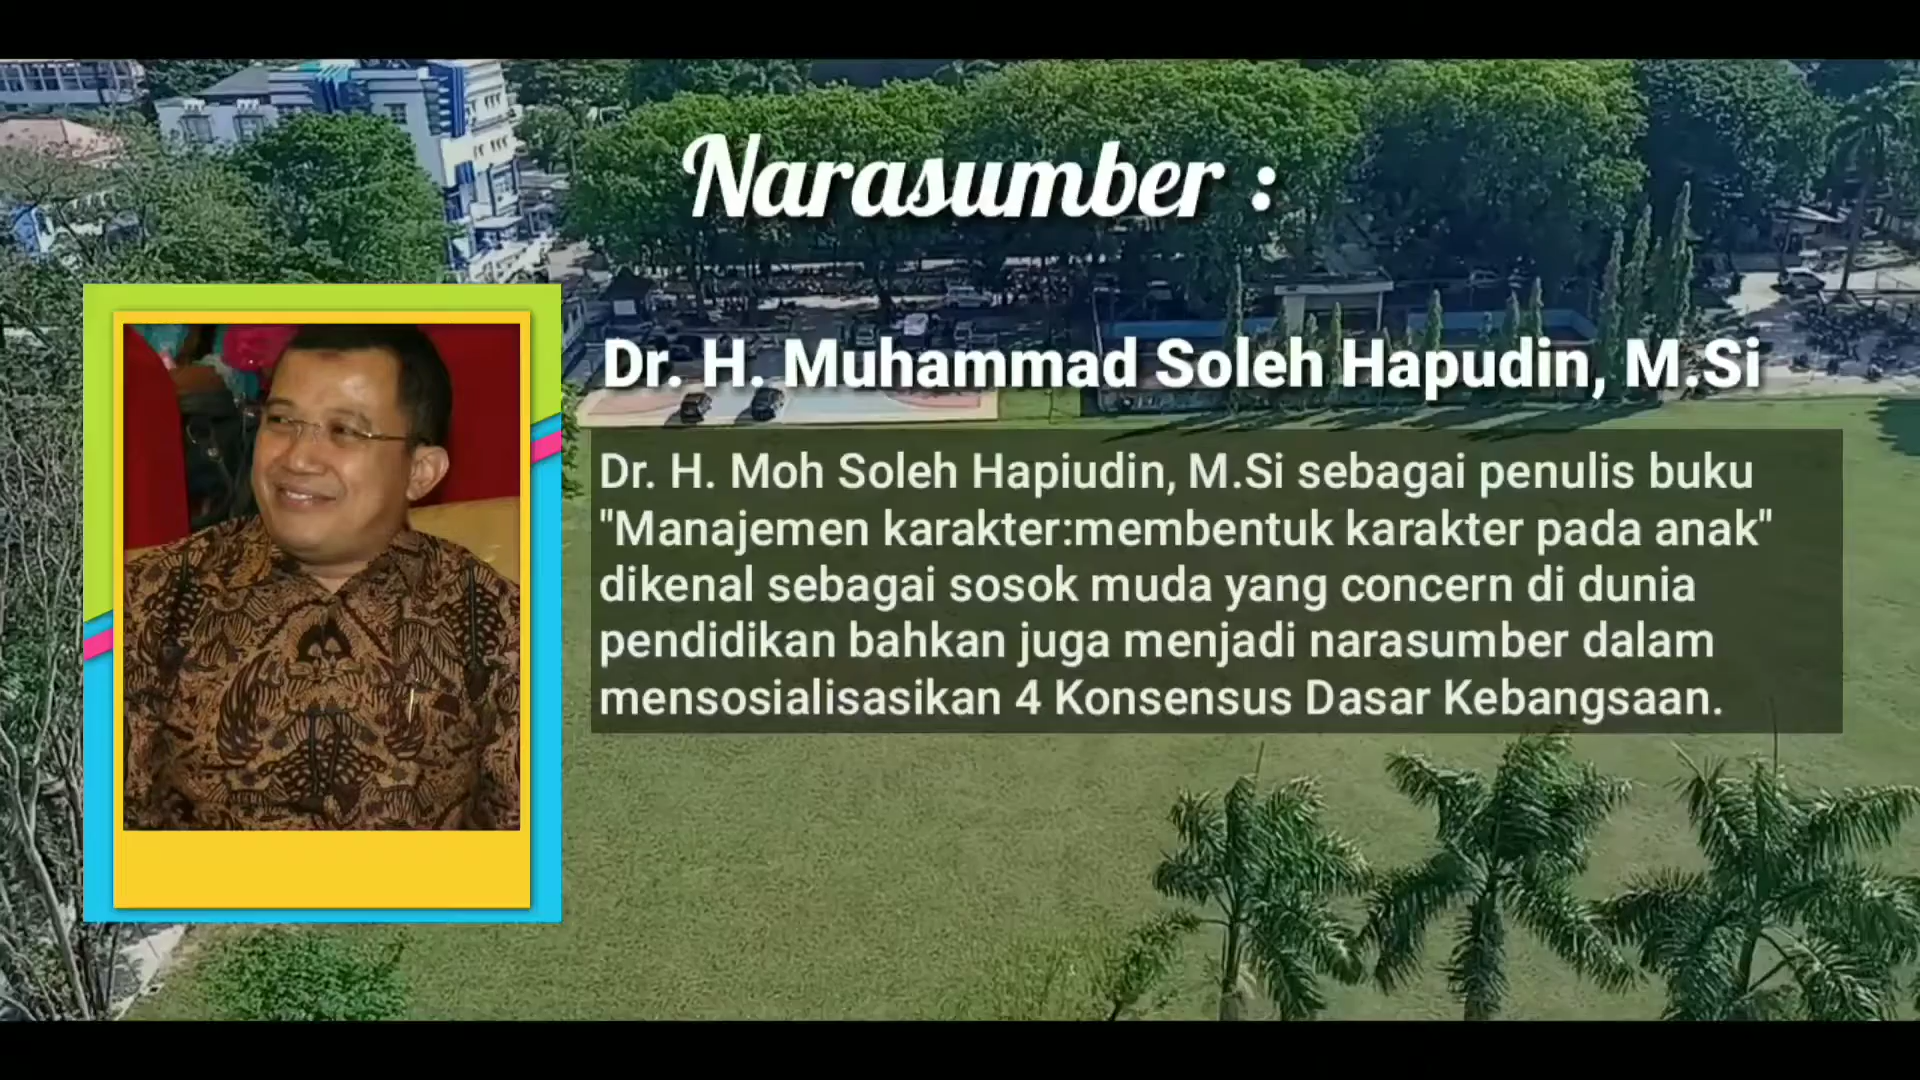 Narasumber :
Dr. H. Muhammad Soleh Hapudin, M.Si
Dr. H. Moh Soleh Hapiudin, M.Si sebagai penulis buku
"Manajemen karakter:membentuk karakter pada anak"
dikenal sebagai sosok muda yang concern di dunia
pendidikan bahkan juga menjadi narasumber dalam
mensosialisasikan 4 Konsensus Dasar Kebangsaan.